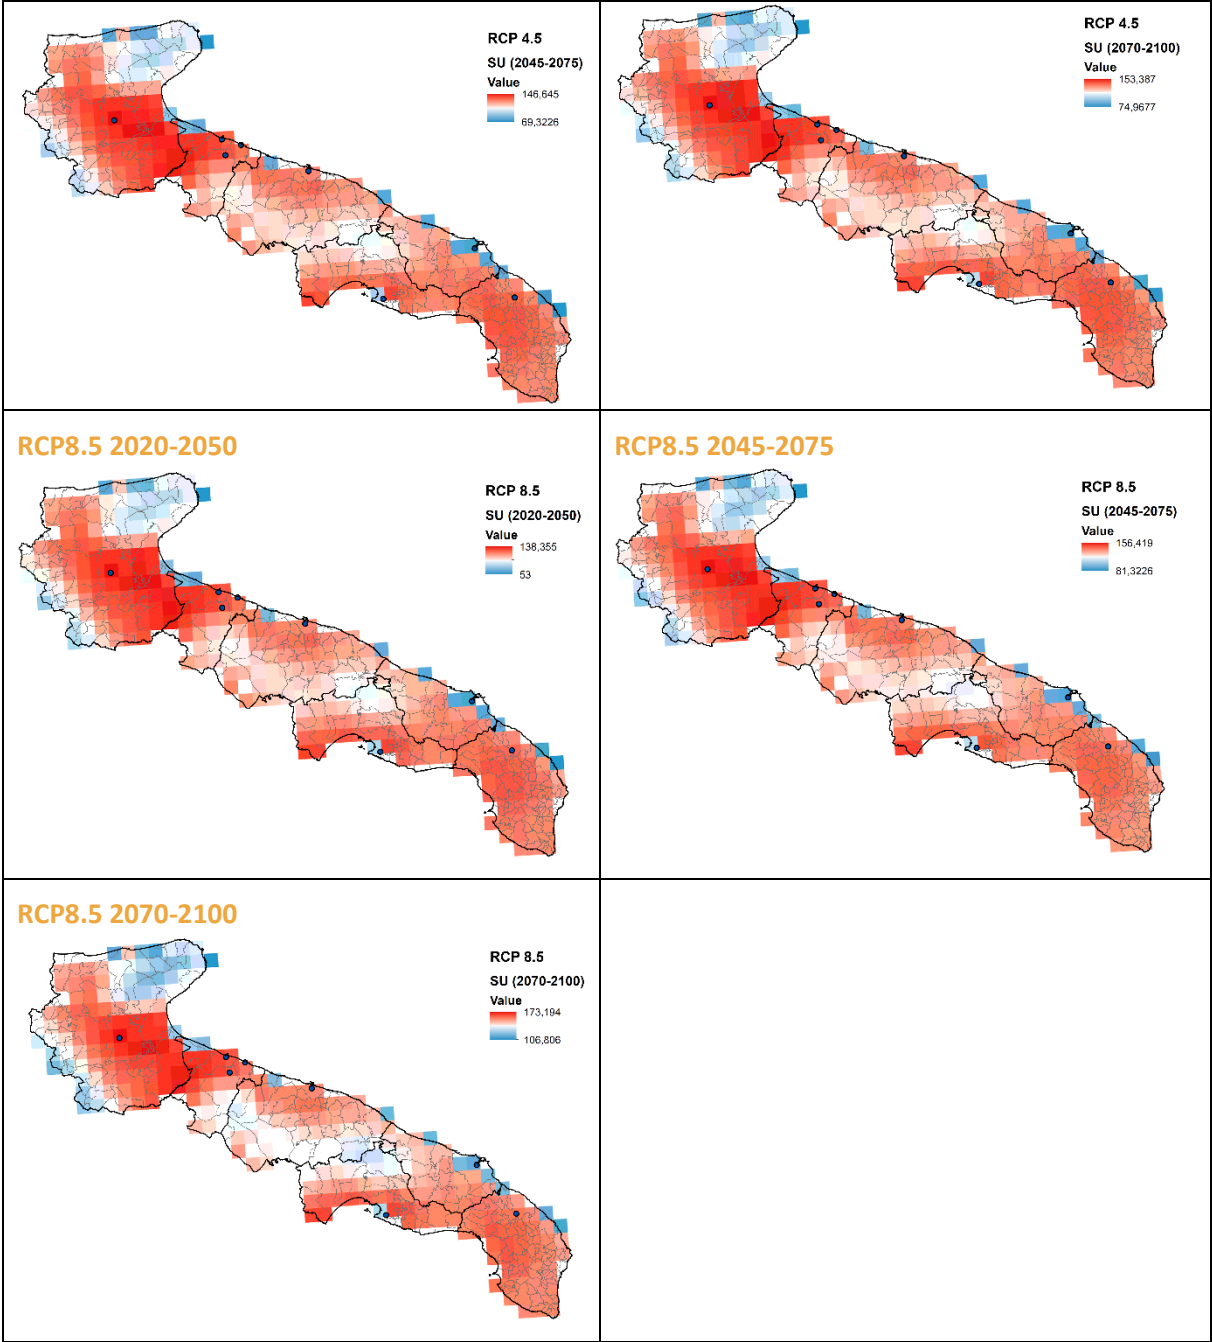 RCP 4.5
SU (2045-2075)
Value
146,645
69,3226
RCP 4.5
SU (2070-2100)
Value
153,387
74,9677
RCP8.5 2020-2050
RCP 8.5
SU (2020-2050)
Value
138,355
53
RCP8.5 2045-2075
RCP 8.5
SU (2045-2075)
Value
156,419
81,3226
RCP8.5 2070-2100
RCP 8.5
SU (2070-2100)
Value
173,194
106,806